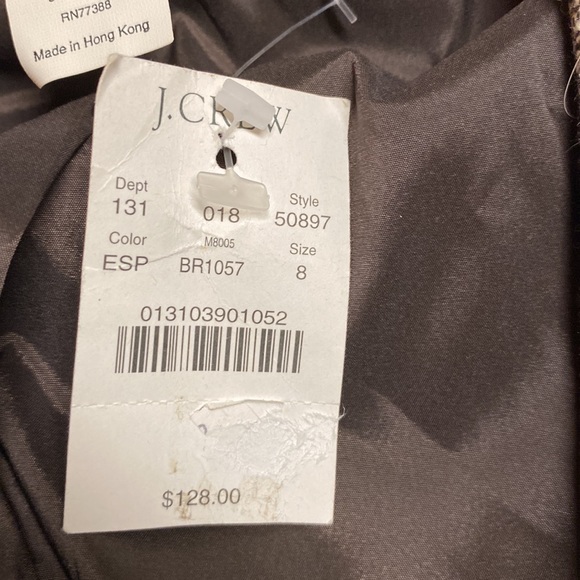 RN77388
Made in Hong Kong
J.CREW
Dept
131
018
Style
50897
Color
M8005
Size
ESP
BR1057
8
013103901052
$128.00